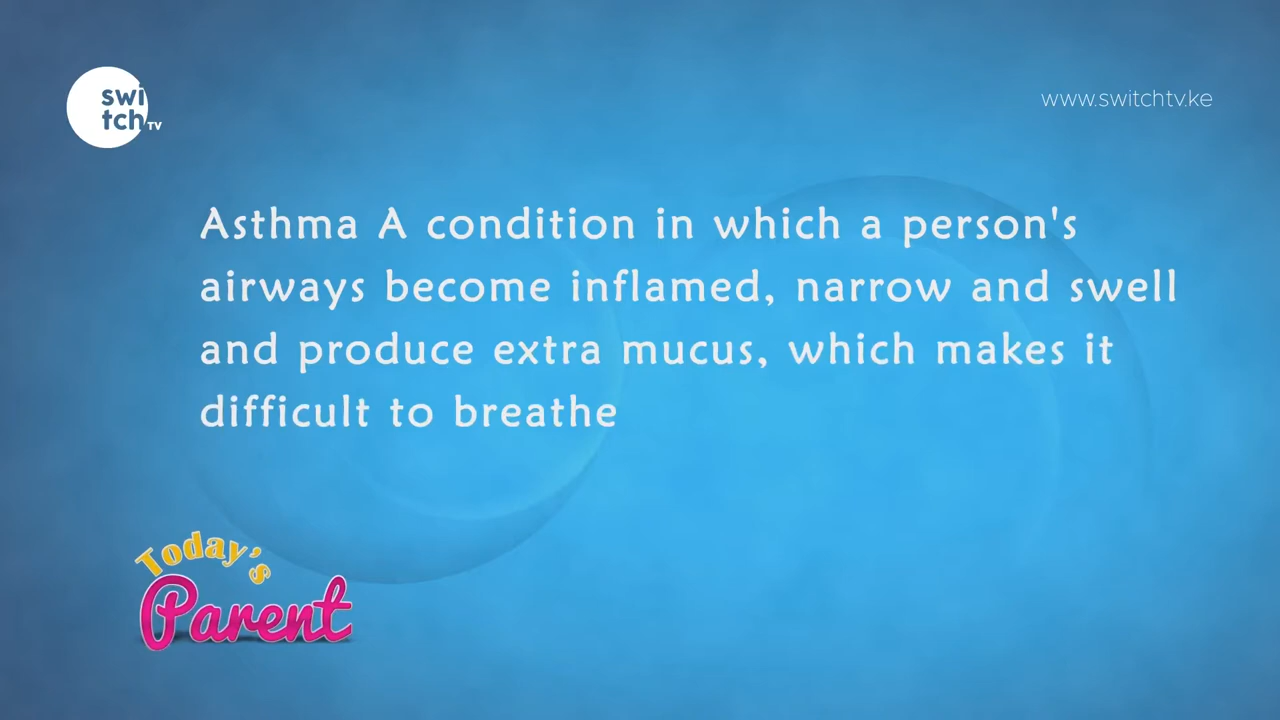 swi
tch TV
www.switchtv.ke
Asthma A condition in which a person's
airways become inflamed, narrow and swell
and produce extra mucus, which makes it
difficult to breathe
Today's
Parent